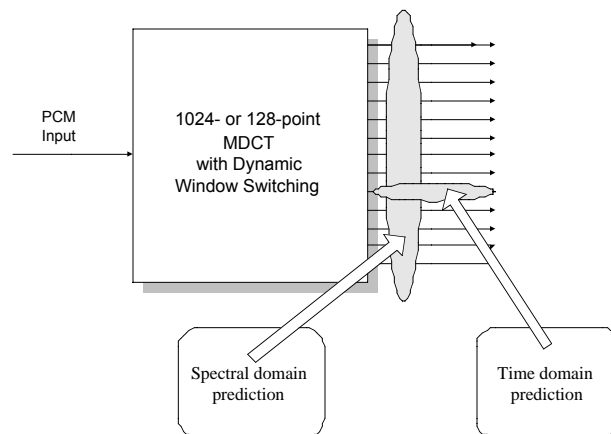 PCM
Input
1024- or 128-point
MDCT
with Dynamic
Window Switching
Spectral domain
prediction
Time domain
prediction